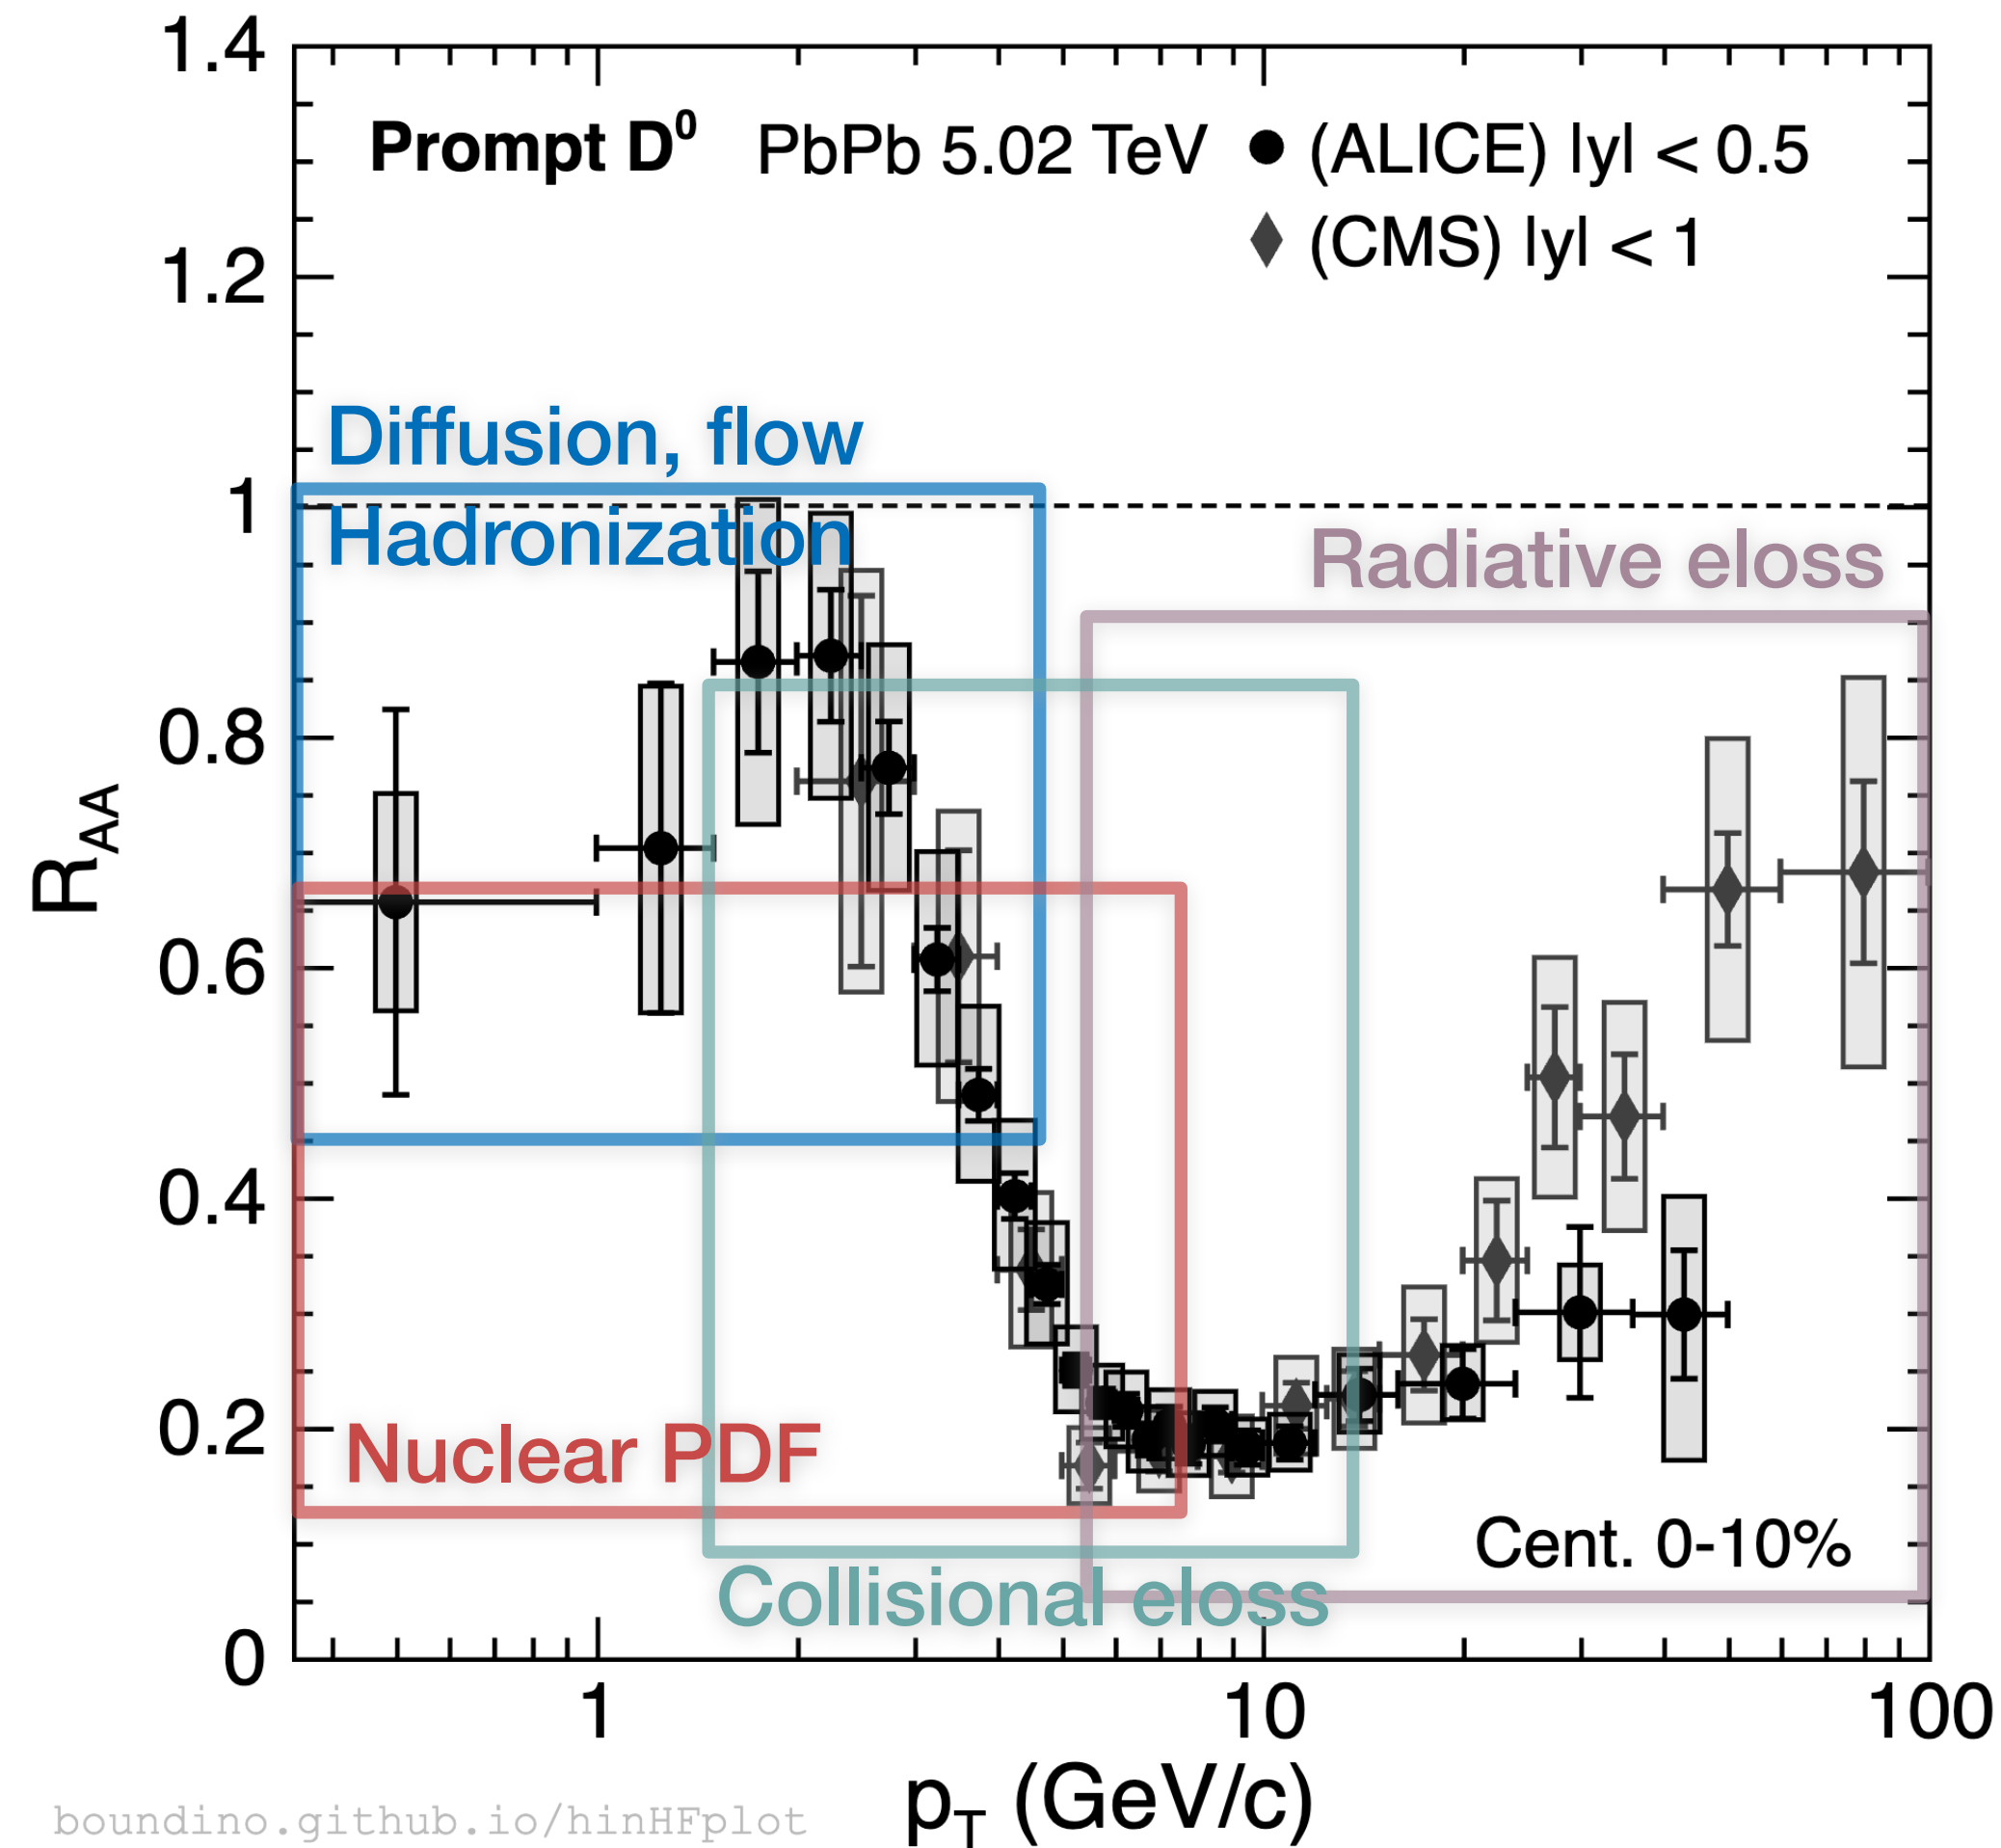 1.4
Prompt D⁰ PbPb 5.02 TeV (ALICE) |y| < 0.5
(CMS) |y| < 1
1.2
Diffusion, flow
1
Hadronization
Radiative eloss
0.8
R_AA
0.6
0.4
0.2
Nuclear PDF
Cent. 0-10%
Collisional eloss
0
1 10 100
p_T (GeV/c)
boundino.github.io/hinHFplot